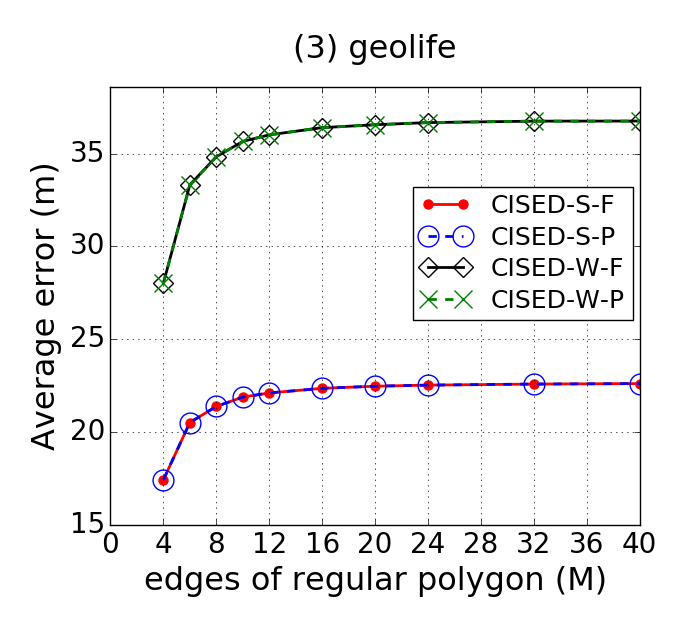 (3) geolife
Average error (m)
35
30
25
20
15
CISED-S-F
CISED-S-P
CISED-W-F
CISED-W-P
0 4 8 12 16 20 24 28 32 36 40
edges of regular polygon (M)